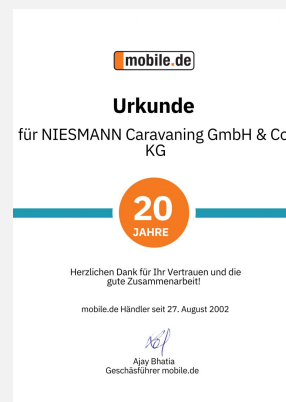 mobile.de
Urkunde
für NIESMANN Caravaning GmbH & Co
KG
20
JAHRE
Herzlichen Dank für Ihr Vertrauen und die
gute Zusammenarbeit!
mobile.de Händler seit 27. August 2002
Ajay Bhatia
Geschäsführer mobile.de